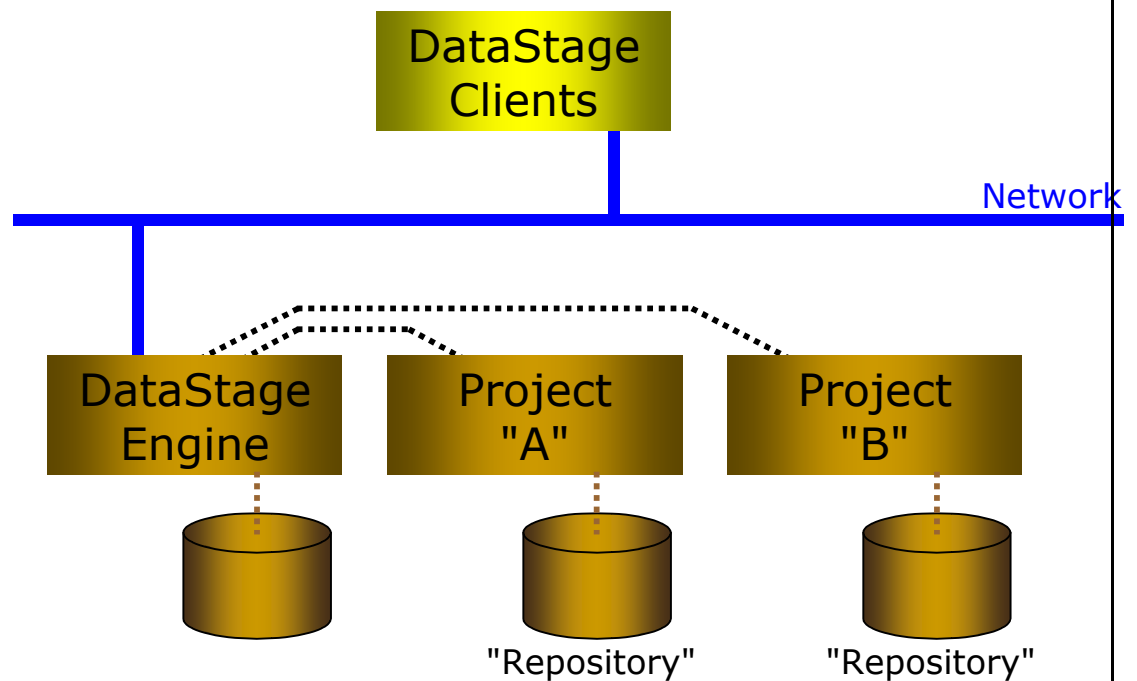 DataStage
Clients
Network
DataStage
Engine
Project
"A"
Project
"B"
"Repository"
"Repository"